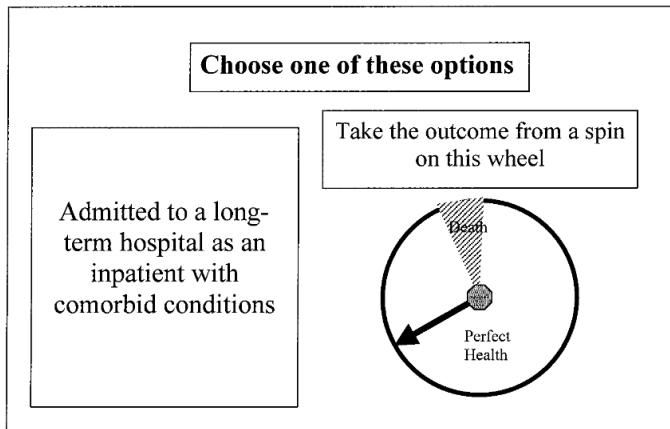 Choose one of these options
Take the outcome from a spin
on this wheel
Admitted to a long-
term hospital as an
inpatient with
comorbid conditions
Death
Perfect
Health